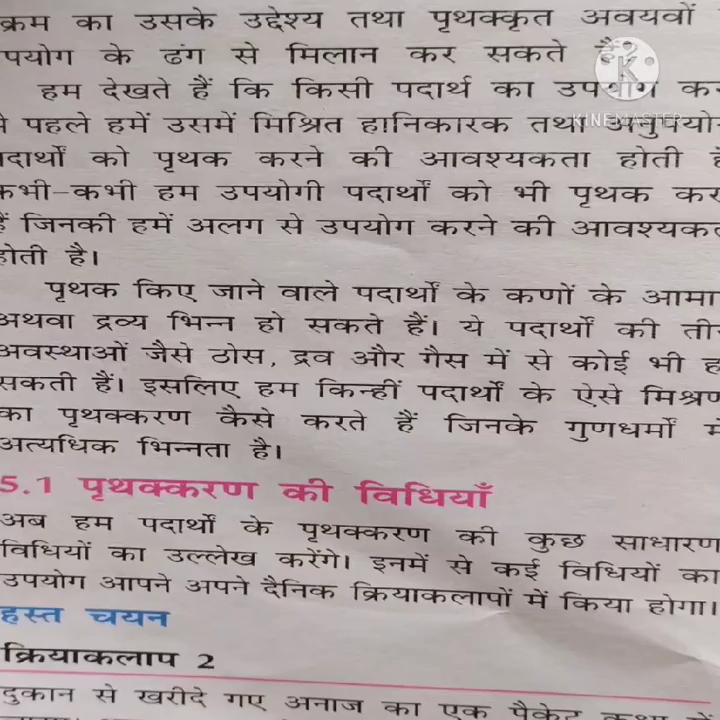 क्रम का उसके उद्देश्य तथा पृथक्कृत अवयवों
पयोग के ढंग से मिलान कर सकते हैं
K
KINEMASTER
हम देखते हैं कि किसी पदार्थ का उपयोग कर
पहले हमें उसमें मिश्रित हानिकारक तथा अनुपयो
दार्थों को पृथक करने की आवश्यकता होती है
कभी–कभी हम उपयोगी पदार्थों को भी पृथक कर
हैं जिनकी हमें अलग से उपयोग करने की आवश्यकत
होती है।
पृथक किए जाने वाले पदार्थों के कणों के आमा
अथवा द्रव्य भिन्न हो सकते हैं। ये पदार्थों की ती
अवस्थाओं जैसे ठोस, द्रव और गैस में से कोई भी ह
सकती हैं। इसलिए हम किन्हीं पदार्थों के ऐसे मिश्रण
का पृथक्करण कैसे करते हैं जिनके गुणधर्मों में
अत्यधिक भिन्नता है।
5.1 पृथक्करण की विधियाँ
अब हम पदार्थों के पृथक्करण की कुछ साधारण
विधियों का उल्लेख करेंगे। इनमें से कई विधियों का
उपयोग आपने अपने दैनिक क्रियाकलापों में किया होगा।
हस्त चयन
क्रियाकलाप 2
दुकान से खरीदे गए अनाज का एक पैकेट कक्षा में